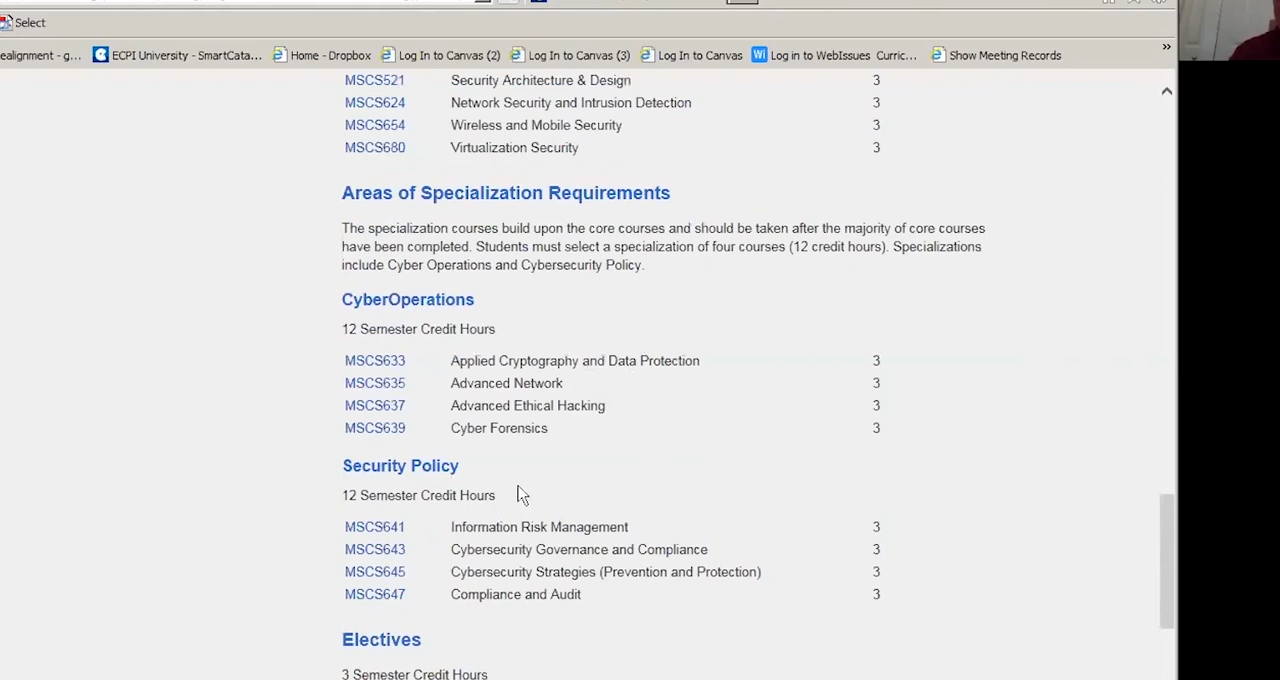 Select
ealignment - g... ECPI University - SmartCata... Home - Dropbox Log In to Canvas (2) Log In to Canvas (3) Log In to Canvas Wi Log in to WebIssues Curric... Show Meeting Records »
MSCS521 Security Architecture & Design 3
MSCS624 Network Security and Intrusion Detection 3
MSCS654 Wireless and Mobile Security 3
MSCS680 Virtualization Security 3
Areas of Specialization Requirements
The specialization courses build upon the core courses and should be taken after the majority of core courses
have been completed. Students must select a specialization of four courses (12 credit hours). Specializations
include Cyber Operations and Cybersecurity Policy.
CyberOperations
12 Semester Credit Hours
MSCS633 Applied Cryptography and Data Protection 3
MSCS635 Advanced Network 3
MSCS637 Advanced Ethical Hacking 3
MSCS639 Cyber Forensics 3
Security Policy
12 Semester Credit Hours
MSCS641 Information Risk Management 3
MSCS643 Cybersecurity Governance and Compliance 3
MSCS645 Cybersecurity Strategies (Prevention and Protection) 3
MSCS647 Compliance and Audit 3
Electives
3 Semester Credit Hours